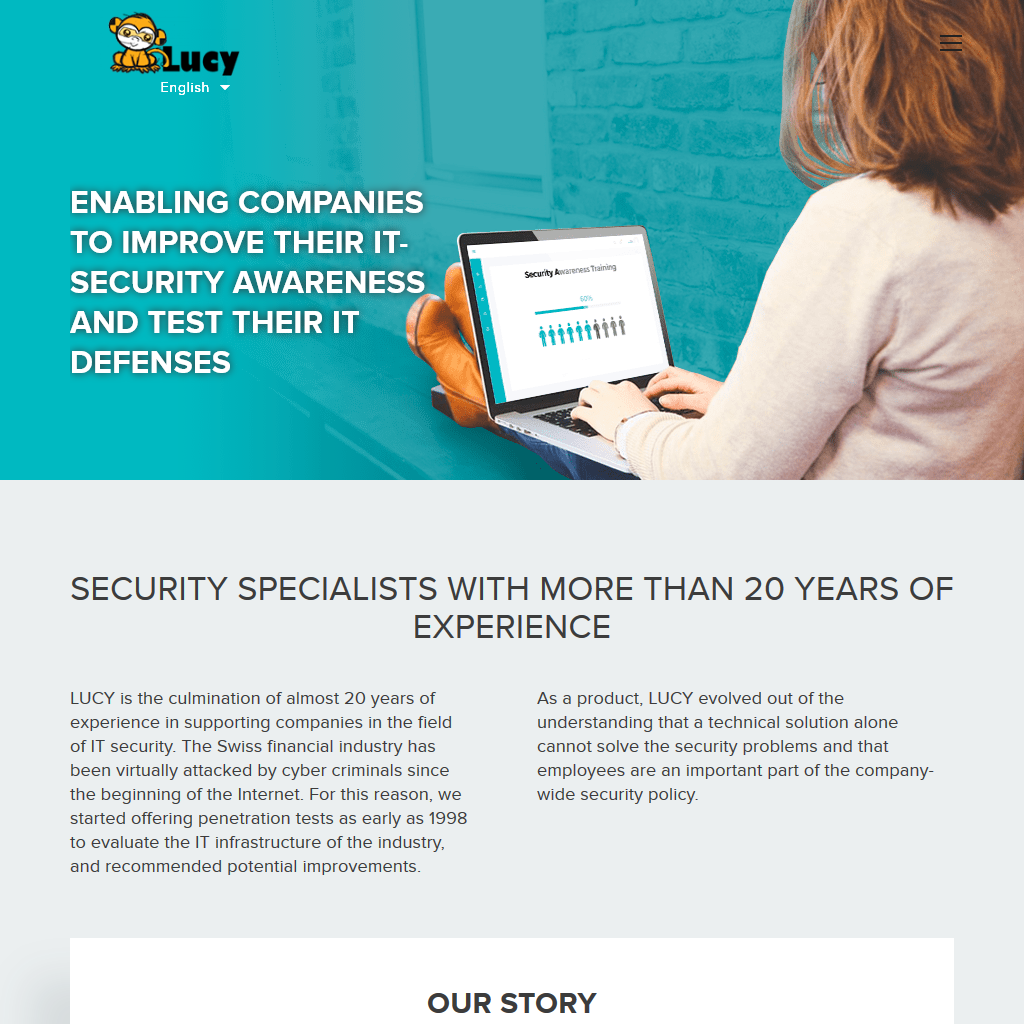 Lucy
English
ENABLING COMPANIES
TO IMPROVE THEIR IT-
SECURITY AWARENESS
AND TEST THEIR IT
DEFENSES
Security Awareness Training
60%
SECURITY SPECIALISTS WITH MORE THAN 20 YEARS OF
EXPERIENCE
LUCY is the culmination of almost 20 years of
experience in supporting companies in the field
of IT security. The Swiss financial industry has
been virtually attacked by cyber criminals since
the beginning of the Internet. For this reason, we
started offering penetration tests as early as 1998
to evaluate the IT infrastructure of the industry,
and recommended potential improvements.
As a product, LUCY evolved out of the
understanding that a technical solution alone
cannot solve the security problems and that
employees are an important part of the company-
wide security policy.
OUR STORY